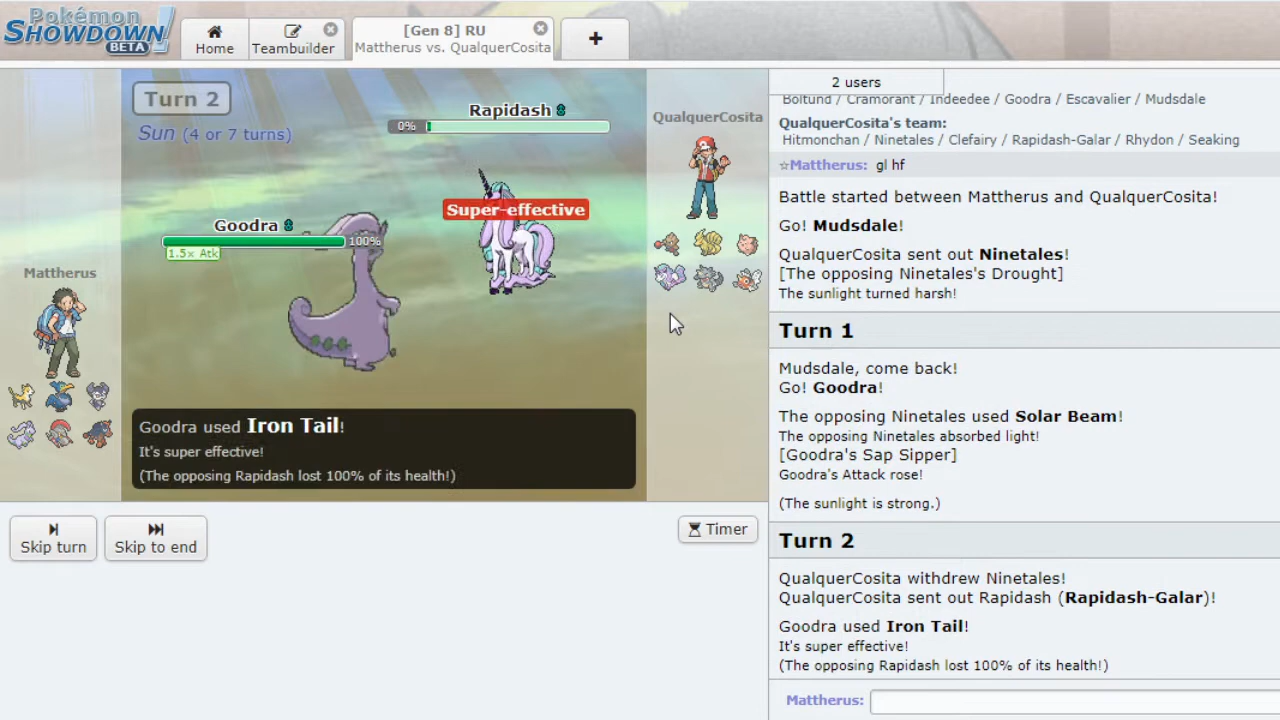 Pokémon
SHOWDOWN!
BETA
Home
Teambuilder
[Gen 8] RU
Mattherus vs. QualquerCosita
+
Turn 2
Sun (4 or 7 turns)
Rapidash
0%
Super-effective
Goodra
100%
1.5× Atk
Mattherus
QualquerCosita
Goodra used Iron Tail!
It's super effective!
(The opposing Rapidash lost 100% of its health!)
Skip turn
Skip to end
Timer
2 users
Boltund / Cramorant / Indeedee / Goodra / Escavalier / Mudsdale
QualquerCosita's team:
Hitmonchan / Ninetales / Clefairy / Rapidash-Galar / Rhydon / Seaking
☆Mattherus: gl hf
Battle started between Mattherus and QualquerCosita!
Go! Mudsdale!
QualquerCosita sent out Ninetales!
[The opposing Ninetales's Drought]
The sunlight turned harsh!
Turn 1
Mudsdale, come back!
Go! Goodra!
The opposing Ninetales used Solar Beam!
The opposing Ninetales absorbed light!
[Goodra's Sap Sipper]
Goodra's Attack rose!
(The sunlight is strong.)
Turn 2
QualquerCosita withdrew Ninetales!
QualquerCosita sent out Rapidash (Rapidash-Galar)!
Goodra used Iron Tail!
It's super effective!
(The opposing Rapidash lost 100% of its health!)
Mattherus: